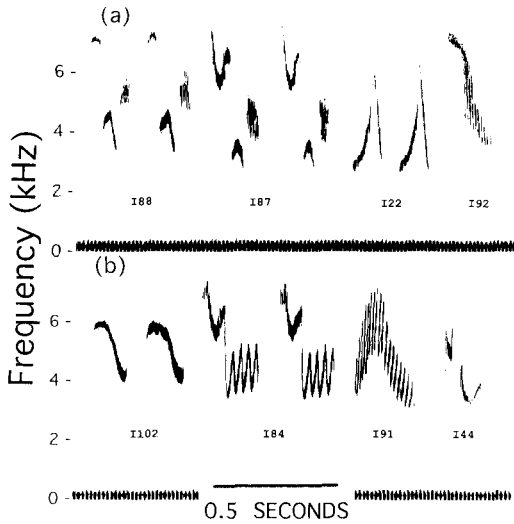 (a)
Frequency (kHz)
6 -
4 -
2 -
0 -
I88 I87 I22 I92
(b)
6 -
4 -
2 -
0 -
I102 I84 I91 I44
0.5 SECONDS